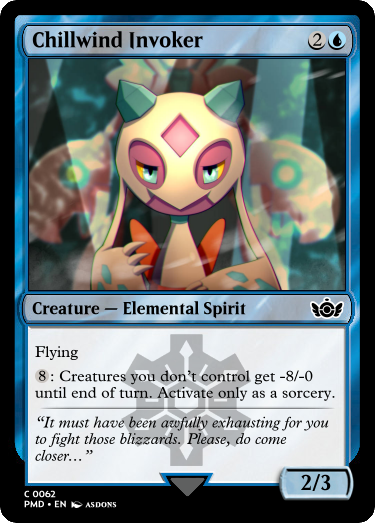 Chillwind Invoker 2
Creature — Elemental Spirit
Flying
8: Creatures you don't control get -8/-0
until end of turn. Activate only as a sorcery.
“It must have been awfully exhausting for you
to fight those blizzards. Please, do come
closer...”
2/3
C 0062
PMD • EN ASDONS